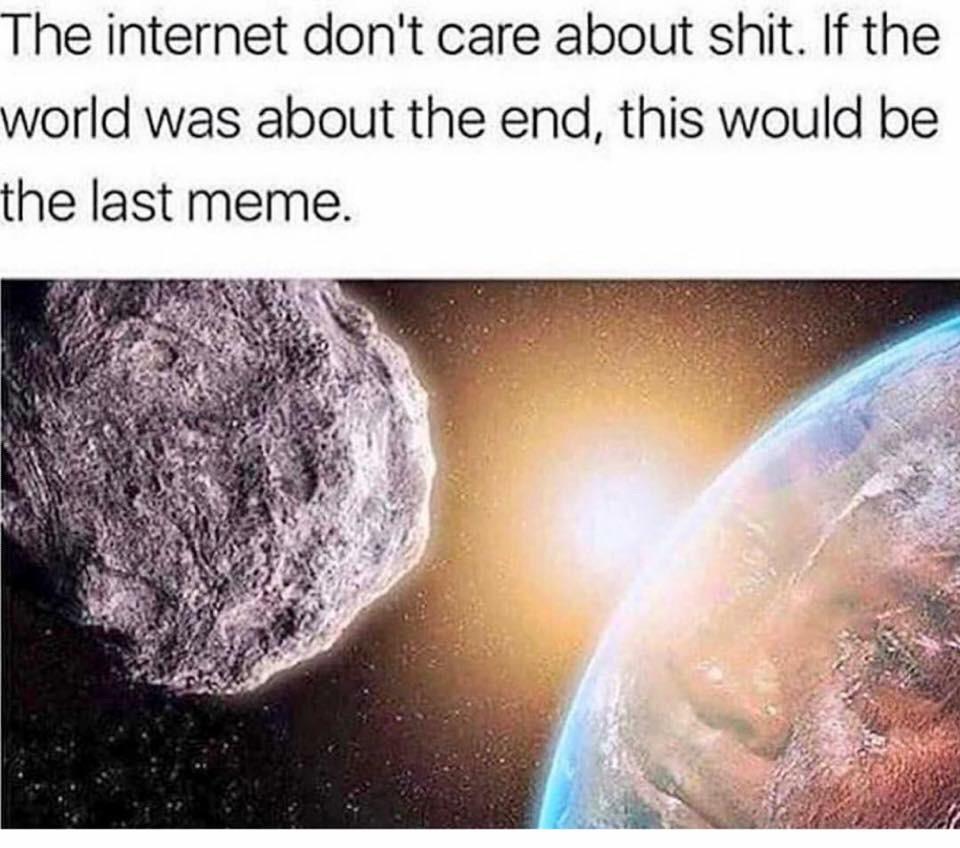 The internet don't care about shit. If the
world was about the end, this would be
the last meme.